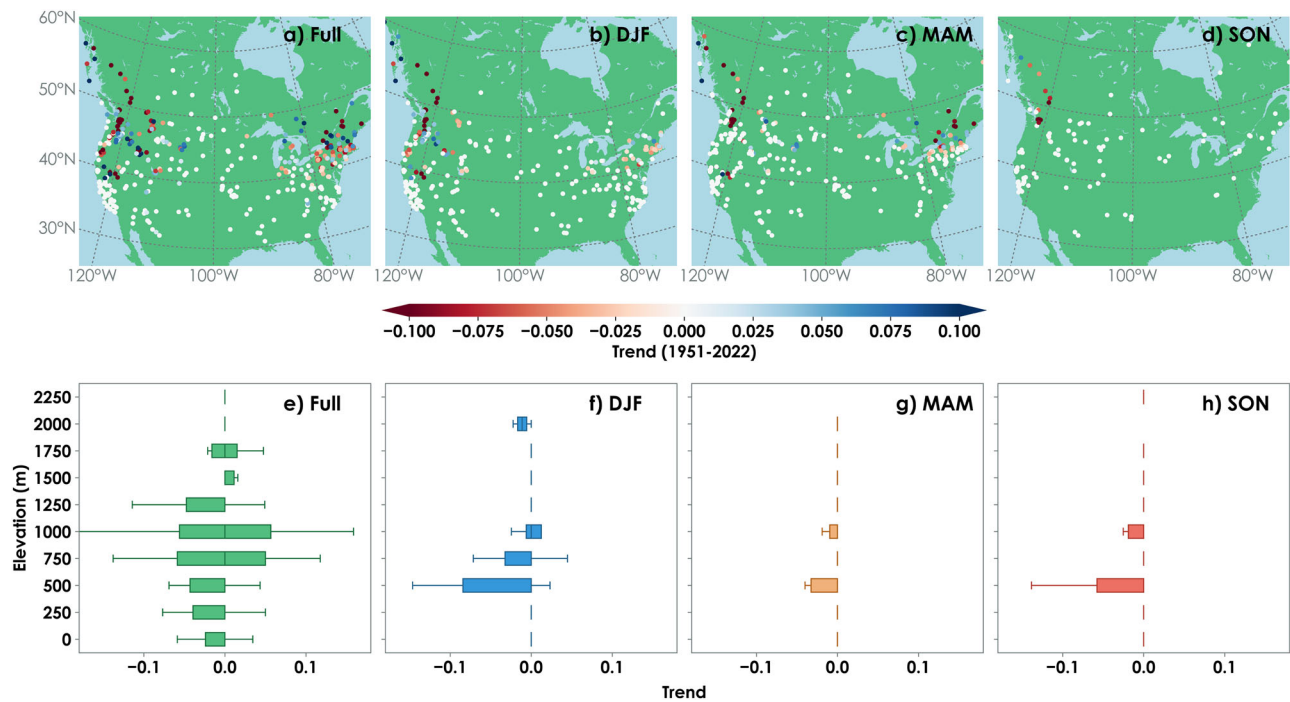 60°N
50°N
40°N
30°N
a) Full
b) DJF
c) MAM
d) SON
120°W 100°W 80°W 120°W 100°W 80°W 120°W 100°W 80°W 120°W 100°W 80°W
−0.100 −0.075 −0.050 −0.025 0.000 0.025 0.050 0.075 0.100
Trend (1951-2022)
e) Full
f) DJF
g) MAM
h) SON
Elevation (m)
2250
2000
1750
1500
1250
1000
750
500
250
0
−0.1 0.0 0.1 −0.1 0.0 0.1 −0.1 0.0 0.1 −0.1 0.0 0.1
Trend